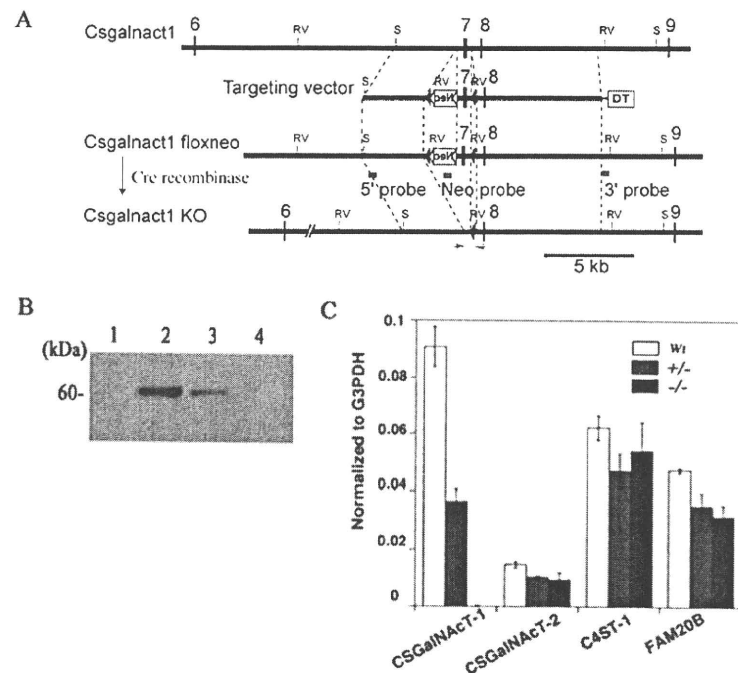 A
Csgalnact1
6 RV S 7 8 RV S 9
Targeting vector
S RV 7 RV 8
Neo
DT
Csgalnact1 floxneo
RV S RV 7 RV 8 RV S 9
Neo
Cre recombinase
5' probe Neo probe 3' probe
Csgalnact1 KO
6 RV S RV 8 RV S 9
5 kb
B
1 2 3 4
(kDa)
60-
C
Normalized to G3PDH
0.1
0.08
0.06
0.04
0.02
0
Wt
+/-
-/-
CSGalNAcT-1
CSGalNAcT-2
C4ST-1
FAM20B